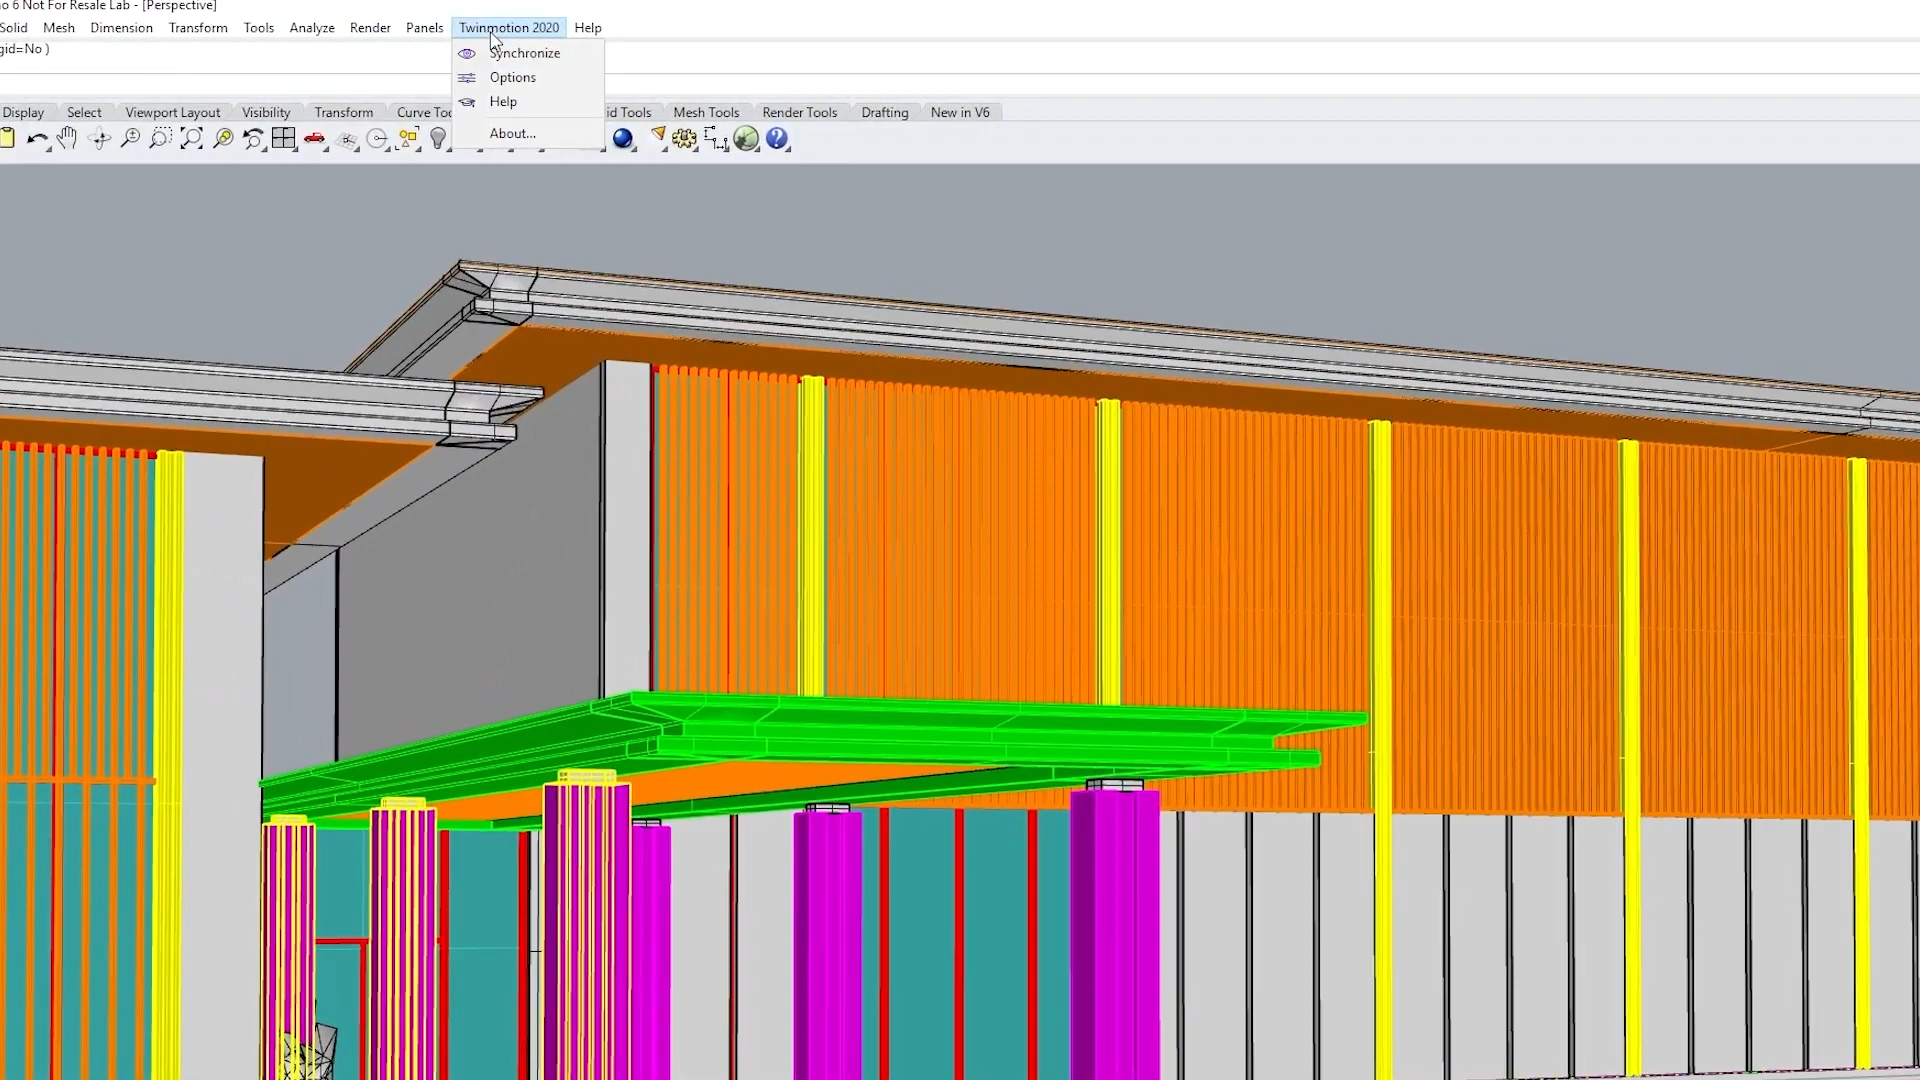 o 6 Not For Resale Lab - [Perspective]
Solid Mesh Dimension Transform Tools Analyze Render Panels Twinmotion 2020 Help
gid=No )
Synchronize
Options
Help
About...
Display Select Viewport Layout Visibility Transform Curve Too id Tools Mesh Tools Render Tools Drafting New in V6